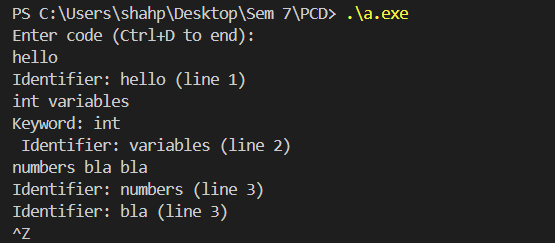 PS C:\Users\shahp\Desktop\Sem 7\PCD> .\a.exe
Enter code (Ctrl+D to end):
hello
Identifier: hello (line 1)
int variables
Keyword: int
 Identifier: variables (line 2)
numbers bla bla
Identifier: numbers (line 3)
Identifier: bla (line 3)
^Z